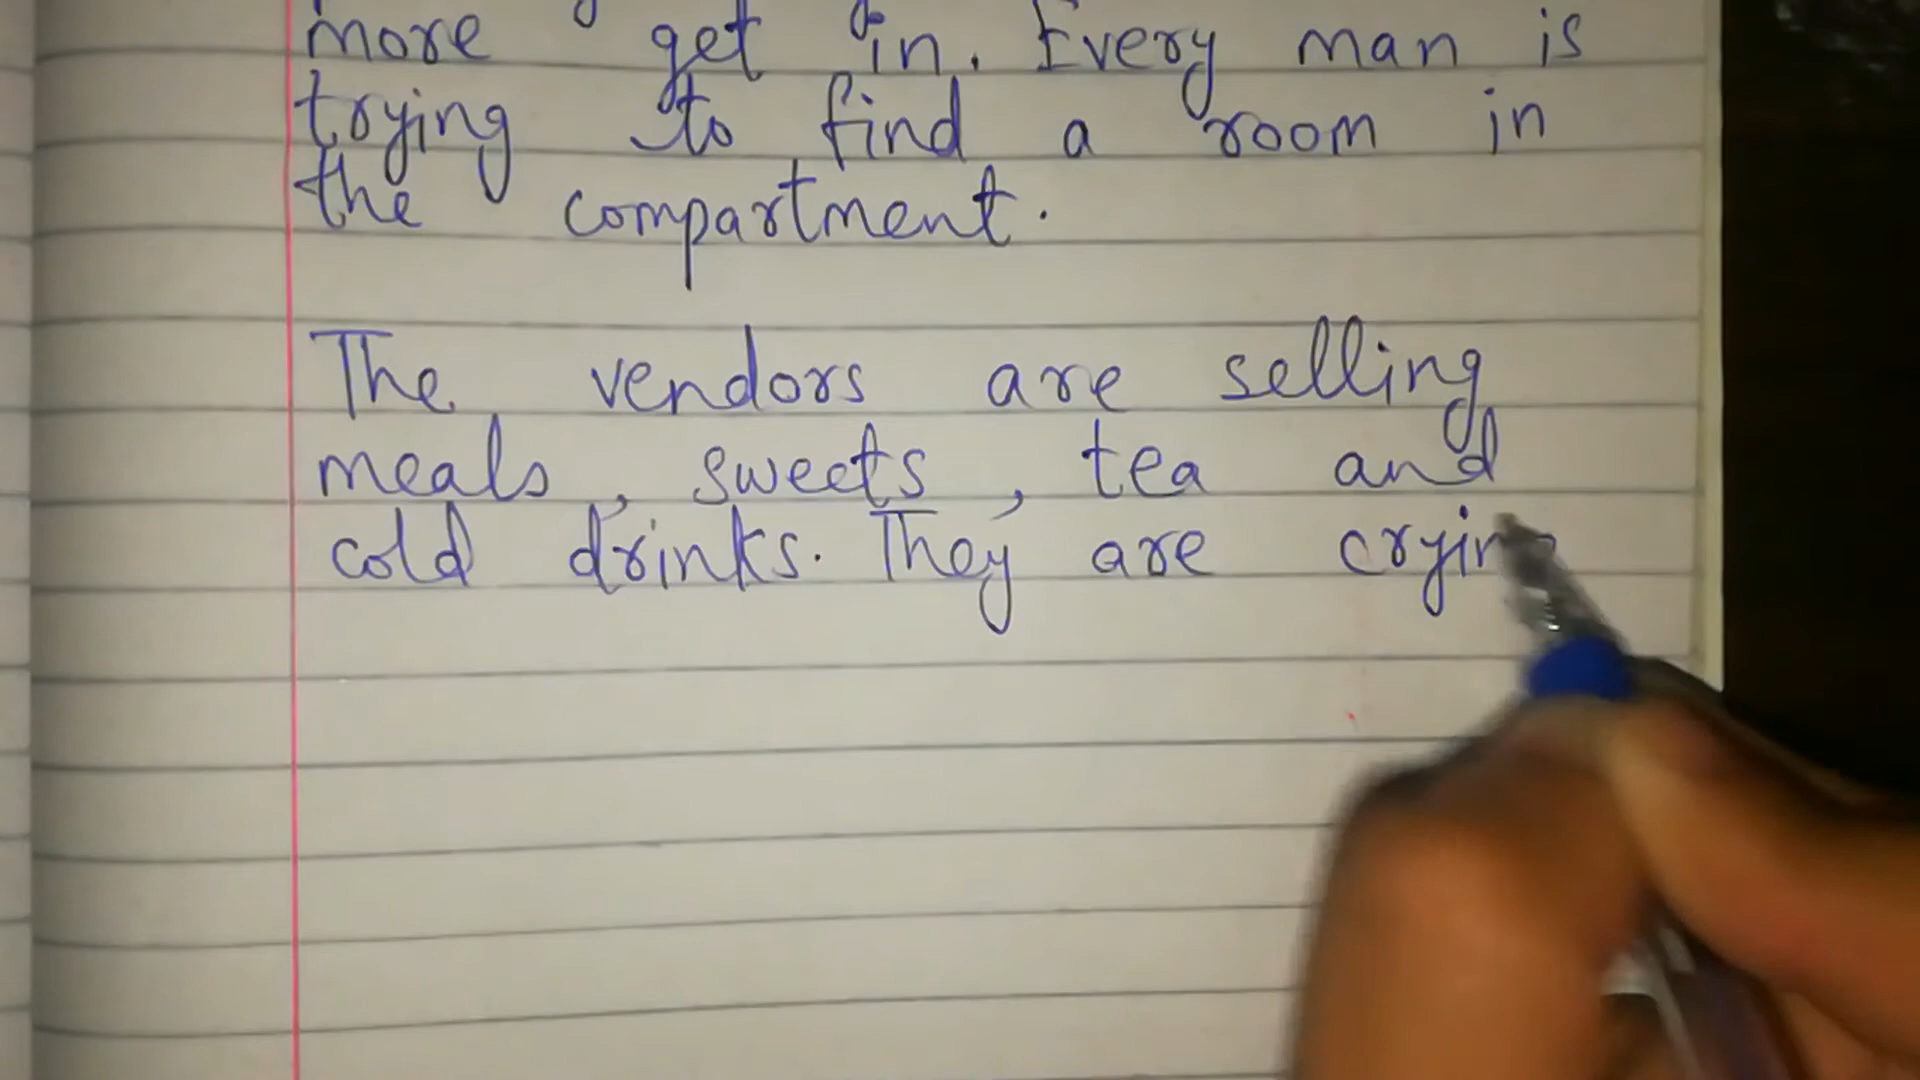 more get in. Every man is
trying to find a room in
the compartment.
The vendors are selling
meals, sweets, tea and
cold drinks. They are